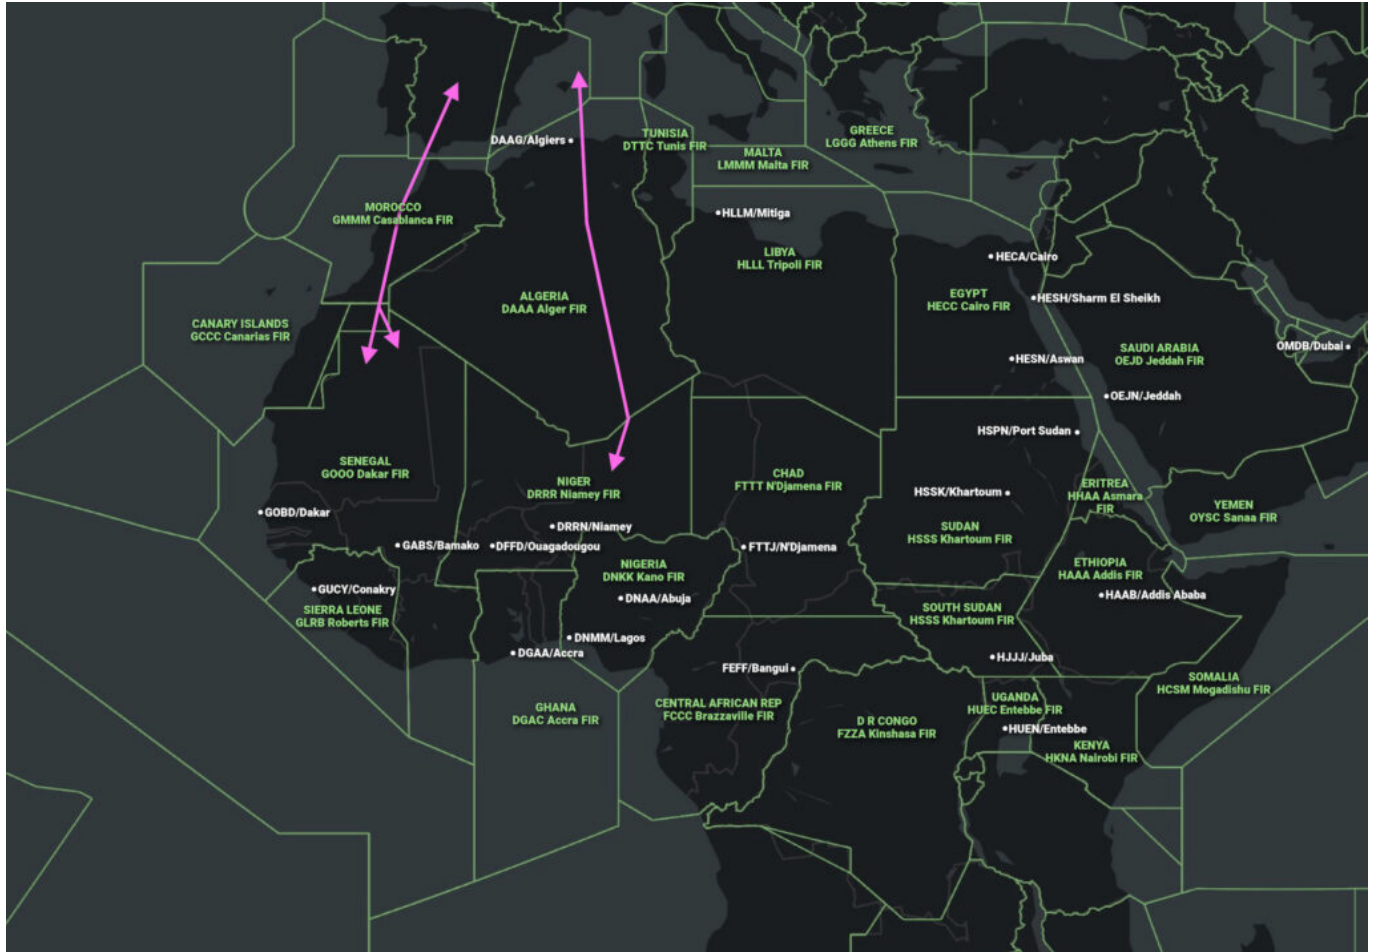 GREECE
LGGG Athens FIR
TUNISIA
DTTC Tunis FIR
DAAG/Algiers
MALTA
LMMM Malta FIR
MOROCCO
GMMM Casablanca FIR
HLLM/Mitiga
LIBYA
HLLL Tripoli FIR
HECA/Cairo
EGYPT
HECC Cairo FIR
HESH/Sharm El Sheikh
ALGERIA
DAAA Alger FIR
CANARY ISLANDS
GCCC Canarias FIR
OMDB/Dubai
SAUDI ARABIA
OEJD Jeddah FIR
HESN/Aswan
OEJN/Jeddah
HSPN/Port Sudan
SENEGAL
GOOO Dakar FIR
NIGER
DRRR Niamey FIR
CHAD
FTTT N'Djamena FIR
HSSK/Khartoum
ERITREA
HHAA Asmara
FIR
YEMEN
OYSC Sanaa FIR
GOBD/Dakar
DRRN/Niamey
SUDAN
HSSS Khartoum FIR
GABS/Bamako
DFFD/Ouagadougou
FTTJ/N'Djamena
NIGERIA
DNKK Kano FIR
ETHIOPIA
HAAA Addis FIR
GUCY/Conakry
DNAA/Abuja
HAAB/Addis Ababa
SIERRA LEONE
GLRB Roberts FIR
SOUTH SUDAN
HSSS Khartoum FIR
DNMM/Lagos
DGAA/Accra
HJJJ/Juba
FEFF/Bangui
SOMALIA
HCSM Mogadishu FIR
GHANA
DGAC Accra FIR
CENTRAL AFRICAN REP
FCCC Brazzaville FIR
UGANDA
HUEC Entebbe FIR
D R CONGO
FZZA Kinshasa FIR
HUEN/Entebbe
KENYA
HKNA Nairobi FIR